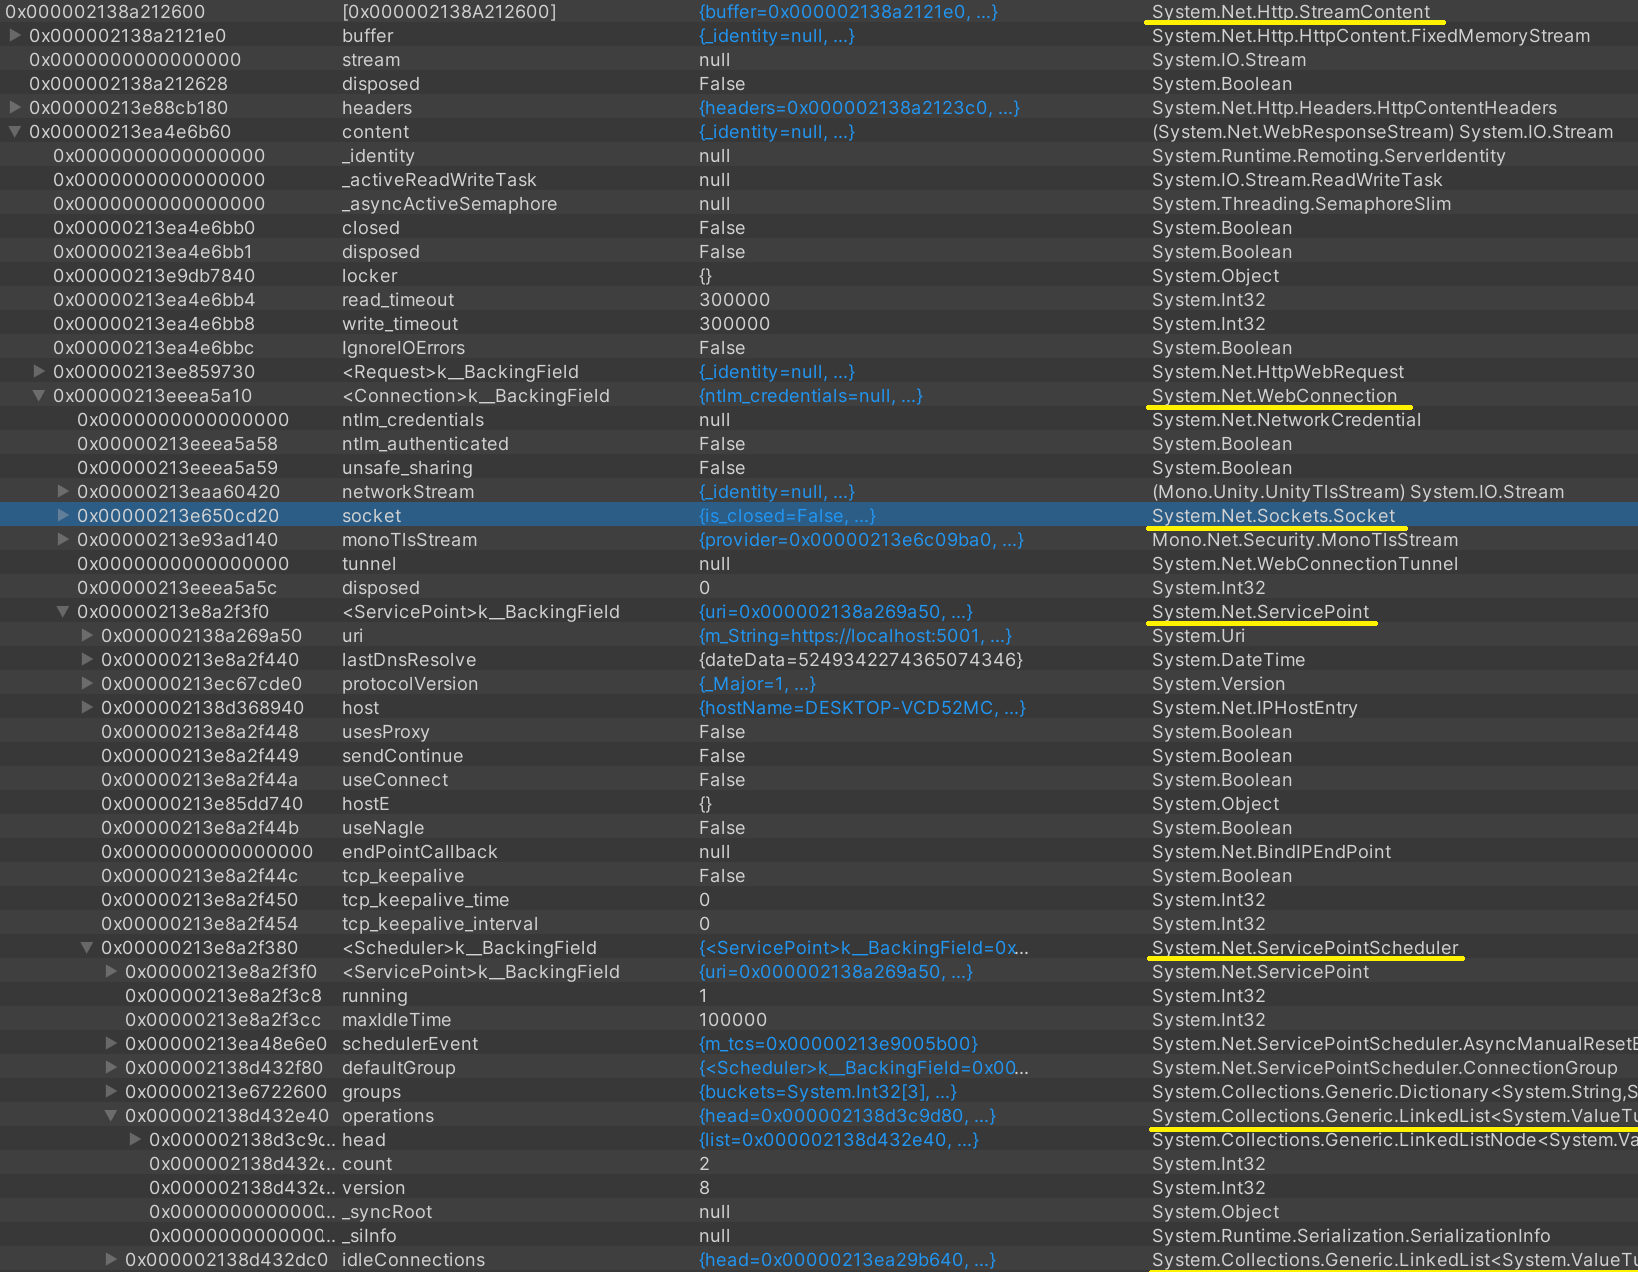 0x000002138a212600 [0x000002138A212600] {buffer=0x000002138a2121e0, ...} System.Net.Http.StreamContent
0x000002138a2121e0 buffer {_identity=null, ...} System.Net.Http.HttpContent.FixedMemoryStream
0x0000000000000000 stream null System.IO.Stream
0x000002138a212628 disposed False System.Boolean
0x00000213e88cb180 headers {headers=0x000002138a2123c0, ...} System.Net.Http.Headers.HttpContentHeaders
0x00000213ea4e6b60 content {_identity=null, ...} (System.Net.WebResponseStream) System.IO.Stream
0x0000000000000000 _identity null System.Runtime.Remoting.ServerIdentity
0x0000000000000000 _activeReadWriteTask null System.IO.Stream.ReadWriteTask
0x0000000000000000 _asyncActiveSemaphore null System.Threading.SemaphoreSlim
0x00000213ea4e6bb0 closed False System.Boolean
0x00000213ea4e6bb1 disposed False System.Boolean
0x00000213e9db7840 locker {} System.Object
0x00000213ea4e6bb4 read_timeout 300000 System.Int32
0x00000213ea4e6bb8 write_timeout 300000 System.Int32
0x00000213ea4e6bbc IgnoreIOErrors False System.Boolean
0x00000213ee859730 <Request>k__BackingField {_identity=null, ...} System.Net.HttpWebRequest
0x00000213eeea5a10 <Connection>k__BackingField {ntlm_credentials=null, ...} System.Net.WebConnection
0x0000000000000000 ntlm_credentials null System.Net.NetworkCredential
0x00000213eeea5a58 ntlm_authenticated False System.Boolean
0x00000213eeea5a59 unsafe_sharing False System.Boolean
0x00000213eaa60420 networkStream {_identity=null, ...} (Mono.Unity.UnityTlsStream) System.IO.Stream
0x00000213e650cd20 socket {is_closed=False, ...} System.Net.Sockets.Socket
0x00000213e93ad140 monoTlsStream {provider=0x00000213e6c09ba0, ...} Mono.Net.Security.MonoTlsStream
0x0000000000000000 tunnel null System.Net.WebConnectionTunnel
0x00000213eeea5a5c disposed 0 System.Int32
0x00000213e8a2f3f0 <ServicePoint>k__BackingField {uri=0x000002138a269a50, ...} System.Net.ServicePoint
0x000002138a269a50 uri {m_String=https://localhost:5001, ...} System.Uri
0x00000213e8a2f440 lastDnsResolve {dateData=5249342274365074346} System.DateTime
0x00000213ec67cde0 protocolVersion {_Major=1, ...} System.Version
0x000002138d368940 host {hostName=DESKTOP-VCD52MC, ...} System.Net.IPHostEntry
0x00000213e8a2f448 usesProxy False System.Boolean
0x00000213e8a2f449 sendContinue False System.Boolean
0x00000213e8a2f44a useConnect False System.Boolean
0x00000213e85dd740 hostE {} System.Object
0x00000213e8a2f44b useNagle False System.Boolean
0x0000000000000000 endPointCallback null System.Net.BindIPEndPoint
0x00000213e8a2f44c tcp_keepalive False System.Boolean
0x00000213e8a2f450 tcp_keepalive_time 0 System.Int32
0x00000213e8a2f454 tcp_keepalive_interval 0 System.Int32
0x00000213e8a2f380 <Scheduler>k__BackingField {<ServicePoint>k__BackingField=0x... System.Net.ServicePointScheduler
0x00000213e8a2f3f0 <ServicePoint>k__BackingField {uri=0x000002138a269a50, ...} System.Net.ServicePoint
0x00000213e8a2f3c8 running 1 System.Int32
0x00000213e8a2f3cc maxIdleTime 100000 System.Int32
0x00000213ea48e6e0 schedulerEvent {m_tcs=0x00000213e9005b00} System.Net.ServicePointScheduler.AsyncManualResetE
0x000002138d432f80 defaultGroup {<Scheduler>k__BackingField=0x00... System.Net.ServicePointScheduler.ConnectionGroup
0x00000213e6722600 groups {buckets=System.Int32[3], ...} System.Collections.Generic.Dictionary<System.String,S
0x000002138d432e40 operations {head=0x000002138d3c9d80, ...} System.Collections.Generic.LinkedList<System.ValueTu
0x000002138d3c9c... head {list=0x000002138d432e40, ...} System.Collections.Generic.LinkedListNode<System.Va
0x000002138d432e... count 2 System.Int32
0x000002138d432e... version 8 System.Int32
0x0000000000000... _syncRoot null System.Object
0x0000000000000... _siInfo null System.Runtime.Serialization.SerializationInfo
0x000002138d432dc0 idleConnections {head=0x00000213ea29b640, ...} System.Collections.Generic.LinkedList<System.ValueTu